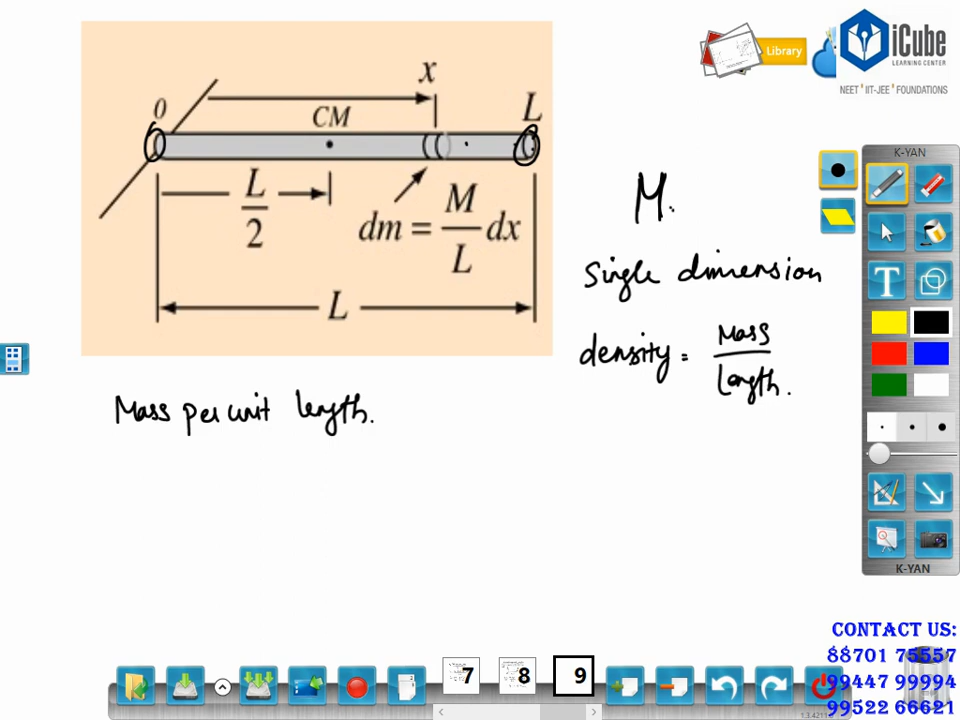 Library
iCube
LEARNING CENTER
NEET | IIT-JEE | FOUNDATIONS
x
0
CM
L
L/2
dm = M/L dx
L
M.
Single dimension
density = Mass/Length.
Mass per unit length.
K-YAN
T
K-YAN
CONTACT US:
88701 75557
99447 99994
99522 66621
7
8
9